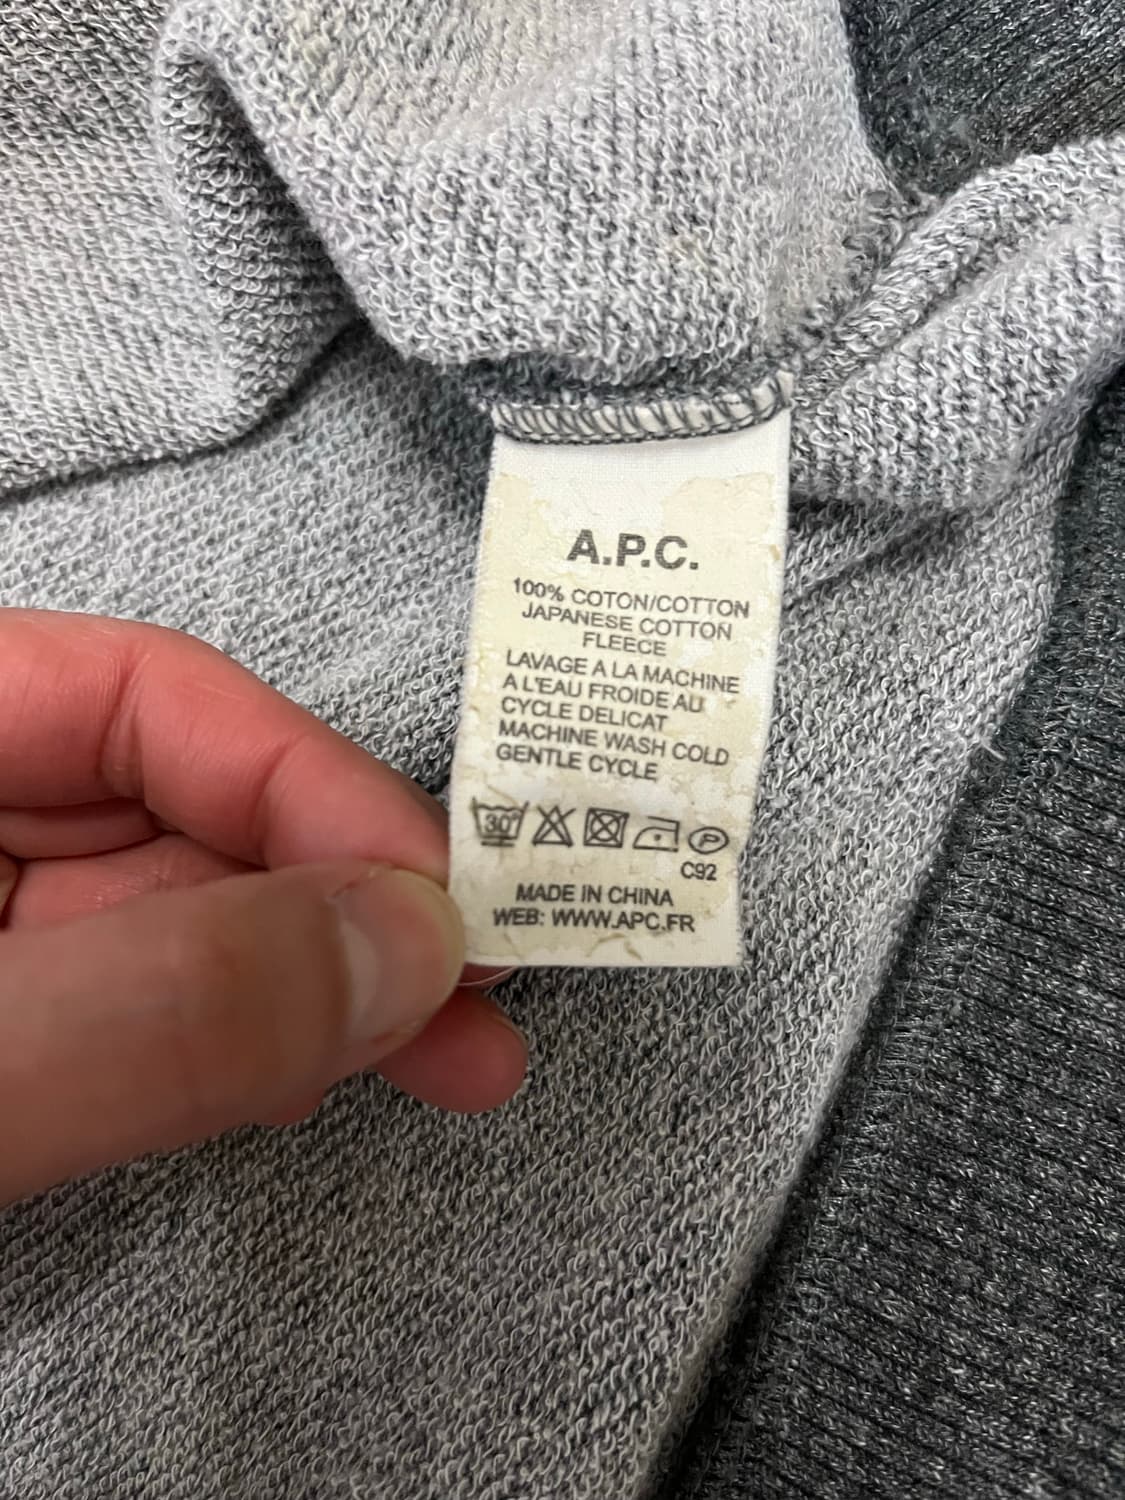 A.P.C.
100% COTON/COTTON
JAPANESE COTTON
FLEECE
LAVAGE A LA MACHINE
A L'EAU FROIDE AU
CYCLE DELICAT
MACHINE WASH COLD
GENTLE CYCLE
30° P
C92
MADE IN CHINA
WEB: WWW.APC.FR